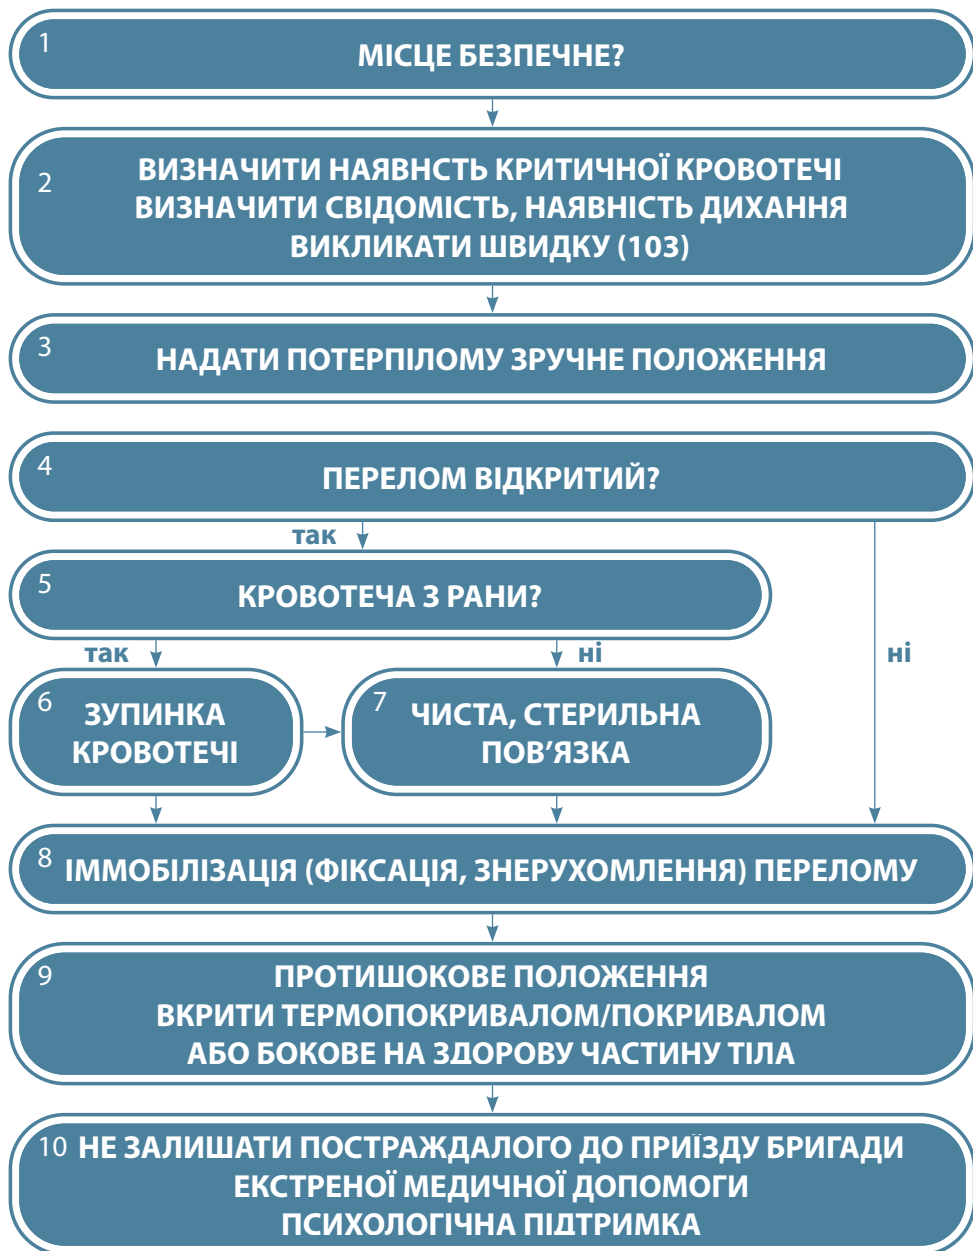 1
МІСЦЕ БЕЗПЕЧНЕ?
2
ВИЗНАЧИТИ НАЯВНСТЬ КРИТИЧНОЇ КРОВОТЕЧІ
ВИЗНАЧИТИ СВІДОМІСТЬ, НАЯВНІСТЬ ДИХАННЯ
ВИКЛИКАТИ ШВИДКУ (103)
3
НАДАТИ ПОТЕРПІЛОМУ ЗРУЧНЕ ПОЛОЖЕННЯ
4
ПЕРЕЛОМ ВІДКРИТИЙ?
так
5
КРОВОТЕЧА З РАНИ?
так
ні
ні
6
ЗУПИНКА
КРОВОТЕЧІ
7
ЧИСТА, СТЕРИЛЬНА
ПОВ’ЯЗКА
8
ІММОБІЛІЗАЦІЯ (ФІКСАЦІЯ, ЗНЕРУХОМЛЕННЯ) ПЕРЕЛОМУ
9
ПРОТИШОКОВЕ ПОЛОЖЕННЯ
ВКРИТИ ТЕРМОПОКРИВАЛОМ/ПОКРИВАЛОМ
АБО БОКОВЕ НА ЗДОРОВУ ЧАСТИНУ ТІЛА
10 НЕ ЗАЛИШАТИ ПОСТРАЖДАЛОГО ДО ПРИЇЗДУ БРИГАДИ
ЕКСТРЕНОЇ МЕДИЧНОЇ ДОПОМОГИ
ПСИХОЛОГІЧНА ПІДТРИМКА